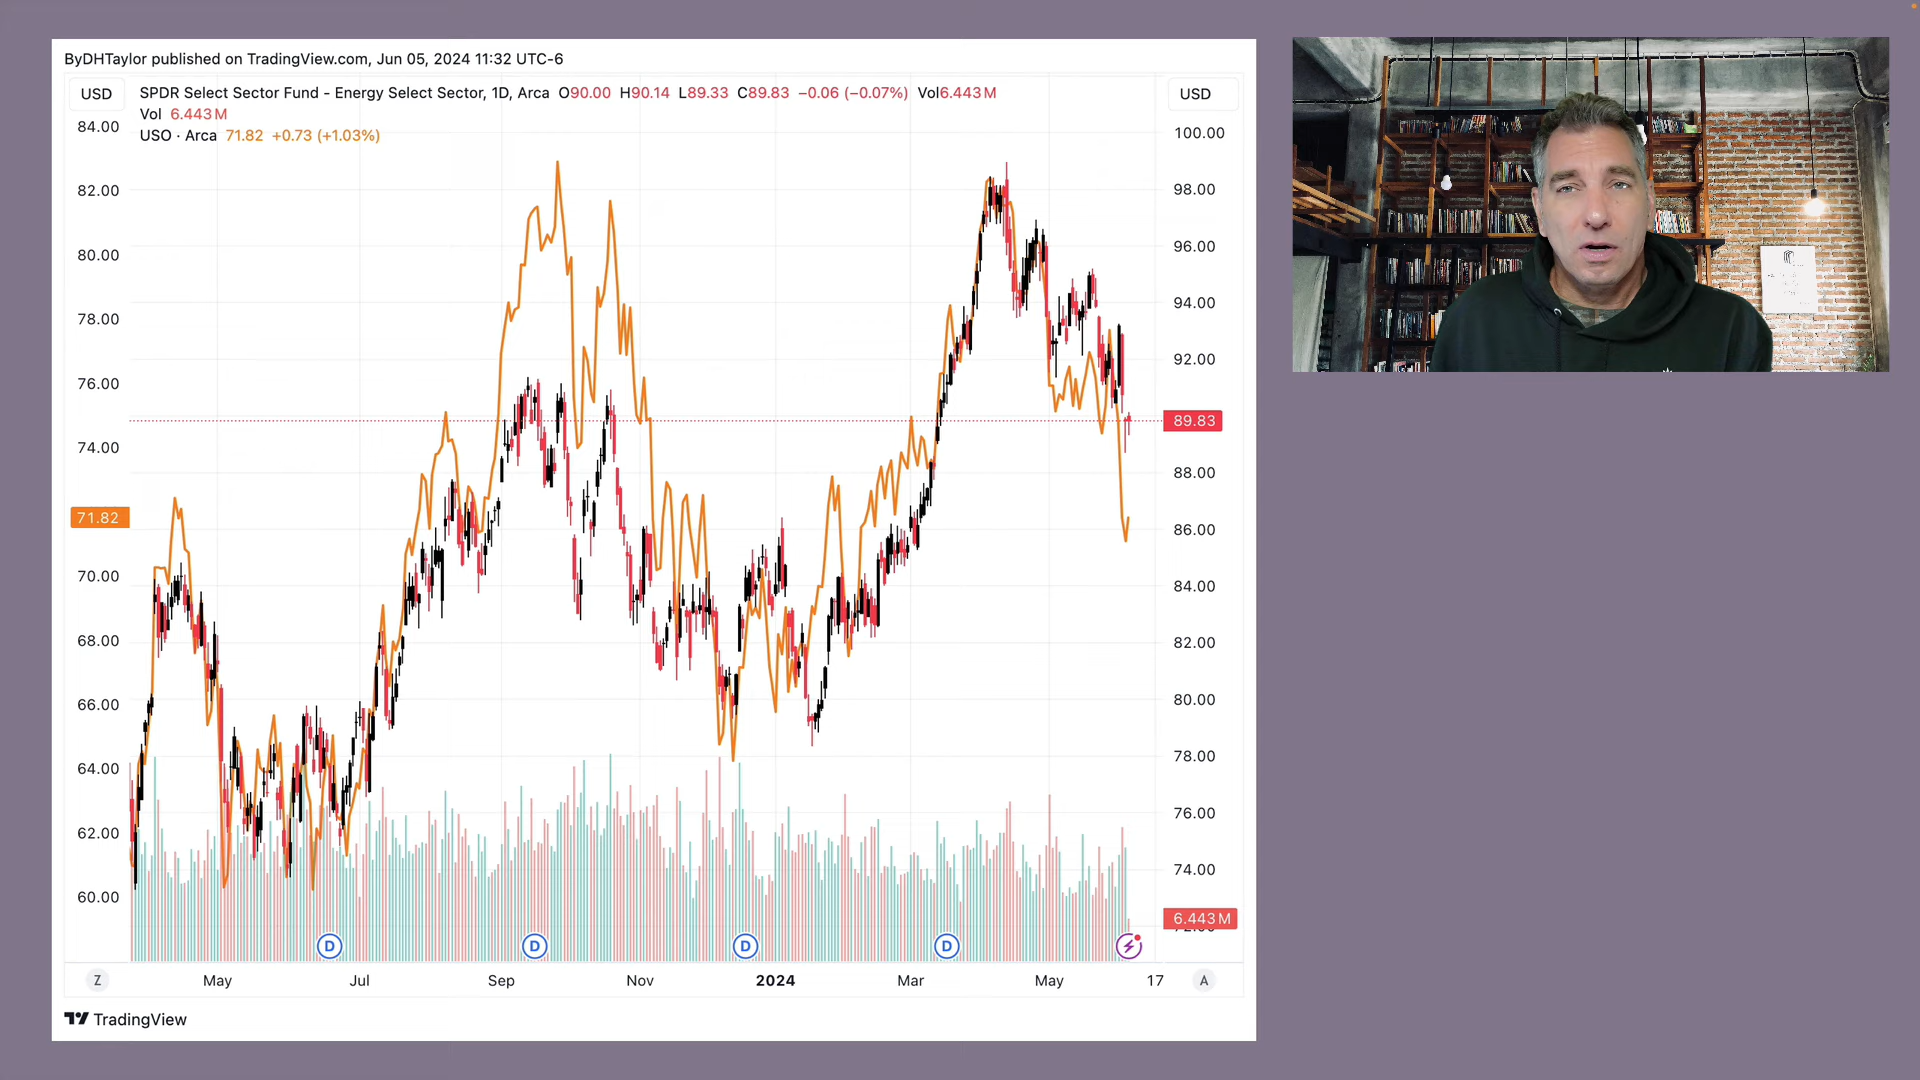 ByDHTaylor published on TradingView.com, Jun 05, 2024 11:32 UTC-6
USD
SPDR Select Sector Fund - Energy Select Sector, 1D, Arca O90.00 H90.14 L89.33 C89.83 −0.06 (−0.07%) Vol6.443M
USD
Vol 6.443M
USO · Arca 71.82 +0.73 (+1.03%)
84.00
82.00
80.00
78.00
76.00
74.00
71.82
70.00
68.00
66.00
64.00
62.00
60.00
100.00
98.00
96.00
94.00
92.00
89.83
88.00
86.00
84.00
82.00
80.00
78.00
76.00
74.00
6.443M
D D D D
Z May Jul Sep Nov 2024 Mar May 17 A
TradingView